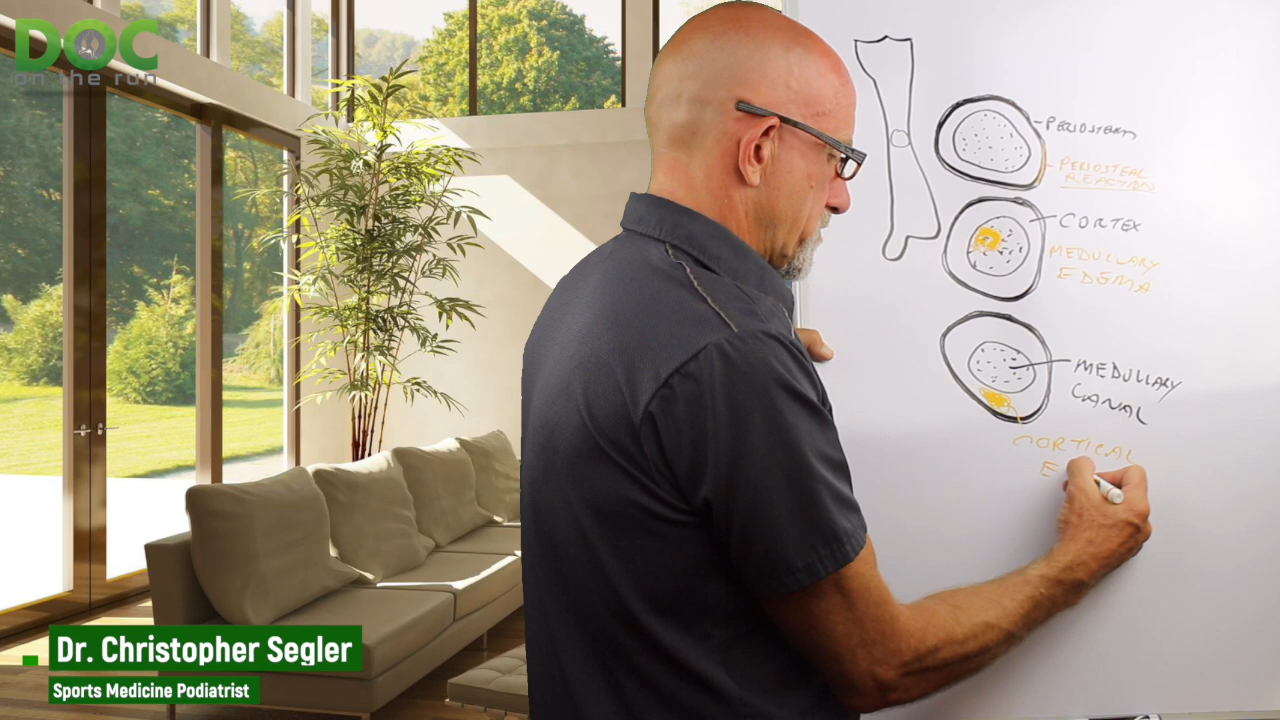 DOC
on the run
PERIOSTEUM
PERIOSTEAL
REACTION
CORTEX
MEDULLARY
EDEMA
MEDULLARY
CANAL
CORTICAL
E
Dr. Christopher Segler
Sports Medicine Podiatrist